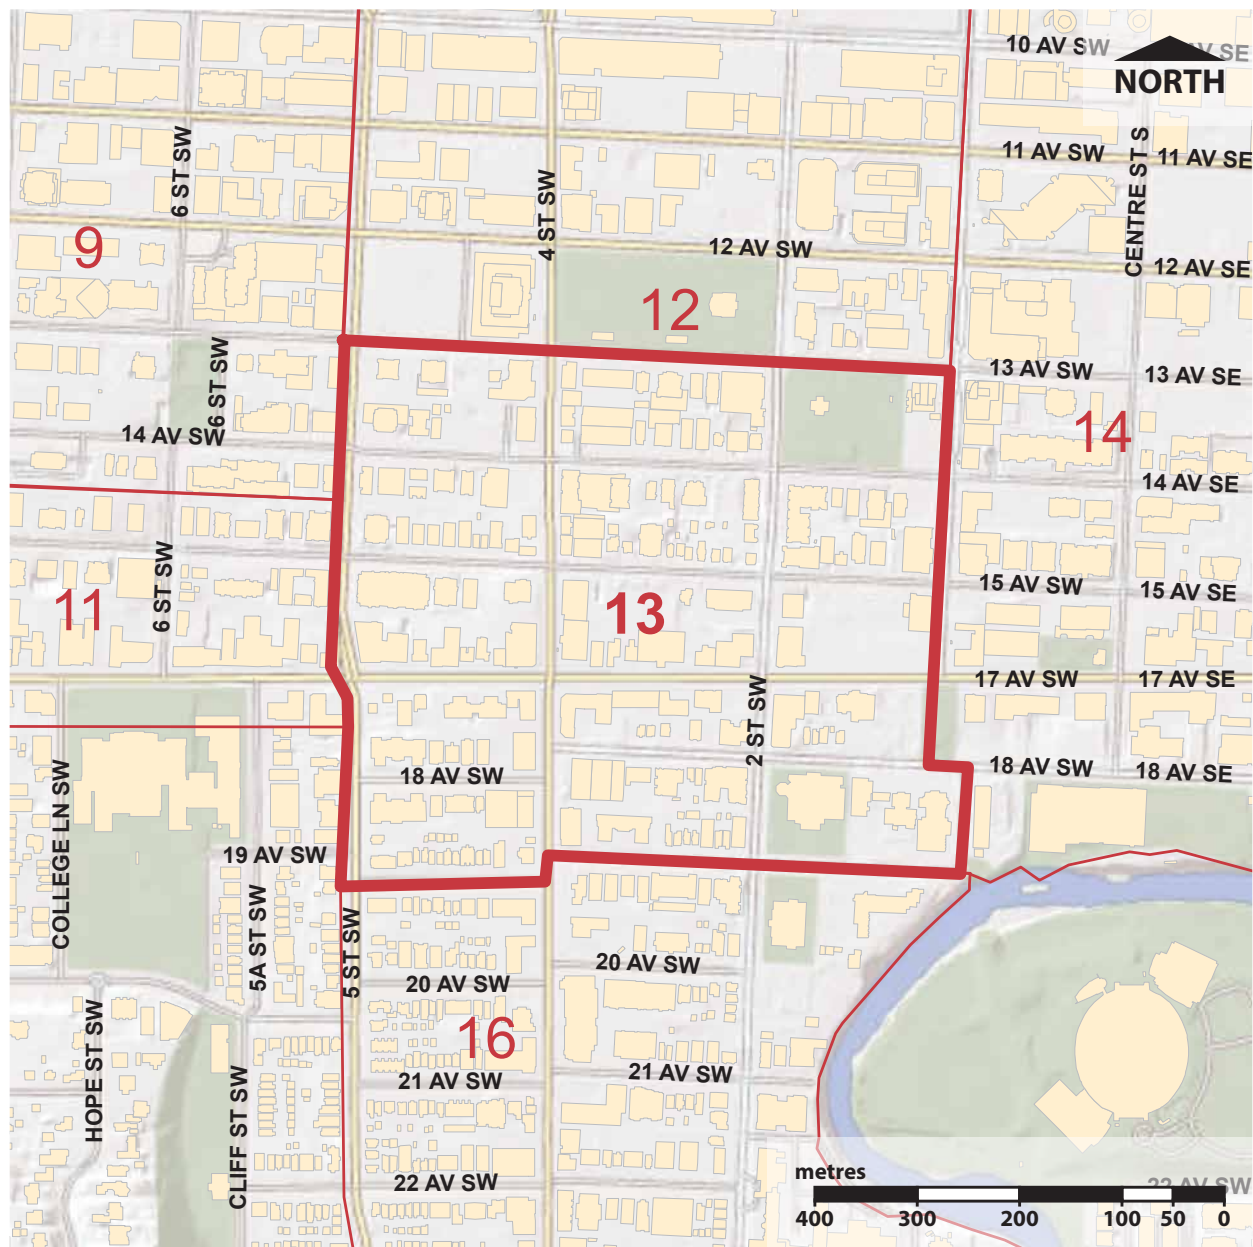 10 AV SW
AV SE
NORTH
11 AV SW
11 AV SE
6 ST SW
4 ST SW
CENTRE ST S
9
12 AV SW
12 AV SE
12
6 ST SW
13 AV SW
13 AV SE
14 AV SW
14
14 AV SE
6 ST SW
11
13
15 AV SW
15 AV SE
17 AV SW
17 AV SE
2 ST SW
18 AV SW
18 AV SW
18 AV SE
COLLEGE LN SW
19 AV SW
5A ST SW
5 ST SW
20 AV SW
20 AV SW
HOPE ST SW
16
21 AV SW
21 AV SW
CLIFF ST SW
22 AV SW
22 AV SW
metres
400 300 200 100 50 0